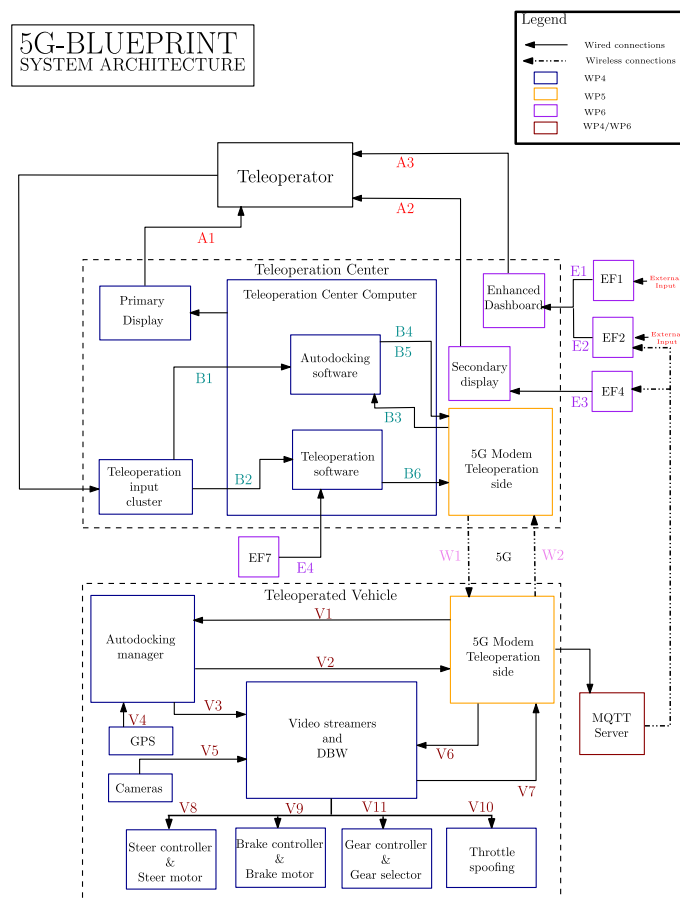 5G-BLUEPRINT
SYSTEM ARCHITECTURE
Legend
Wired connections
Wireless connections
WP4
WP5
WP6
WP4/WP6
Teleoperator
A3
A2
A1
Teleoperation Center
Primary
Display
Teleoperation Center Computer
Enhanced
Dashboard
E1
EF1
External
Input
E2
EF2
External
Input
B4
B5
Autodocking
software
Secondary
display
EF4
E3
B1
B3
Teleoperation
software
5G Modem
Teleoperation
side
Teleoperation
input
cluster
B2
B6
EF7
E4
W1
5G
W2
Teleoperated Vehicle
V1
Autodocking
manager
5G Modem
Teleoperation
side
V2
V3
V4
GPS
Video streamers
and
DBW
MQTT
Server
V5
V6
Cameras
V7
V8
V9
V11
V10
Steer controller
&
Steer motor
Brake controller
&
Brake motor
Gear controller
&
Gear selector
Throttle
spoofing